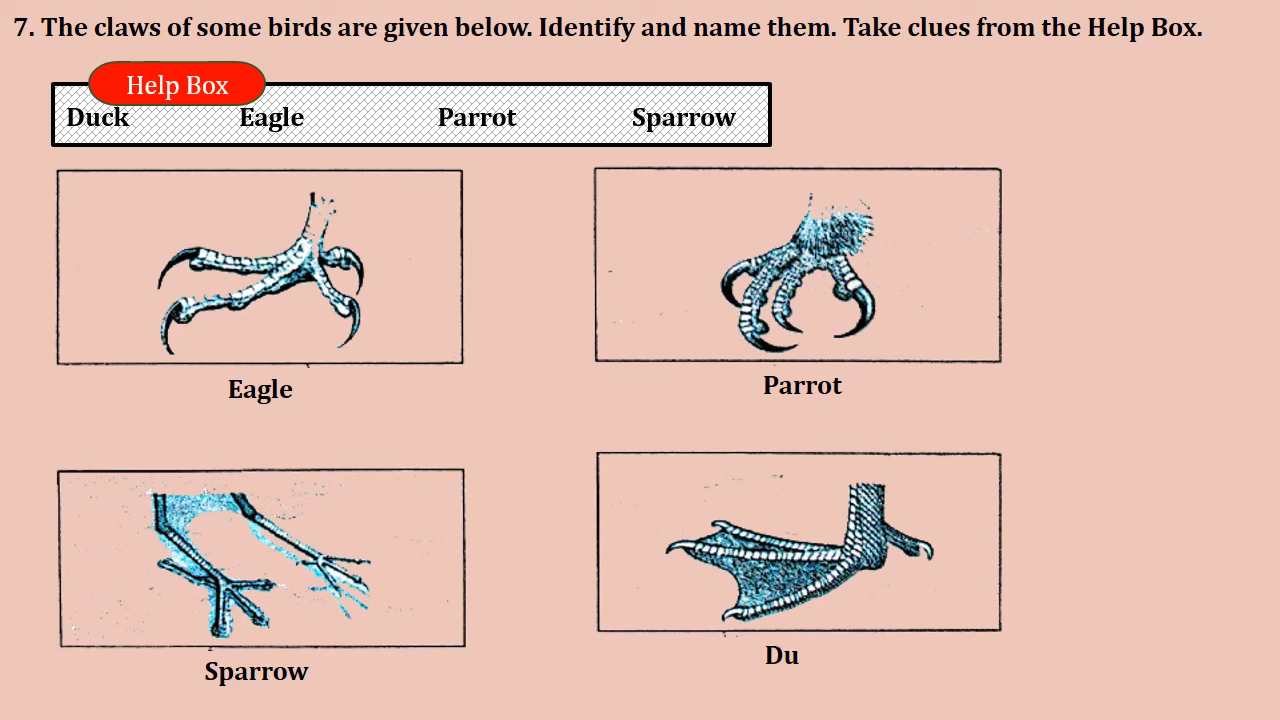 7. The claws of some birds are given below. Identify and name them. Take clues from the Help Box.
Help Box
Duck Eagle Parrot Sparrow
Eagle
Parrot
Sparrow
Du